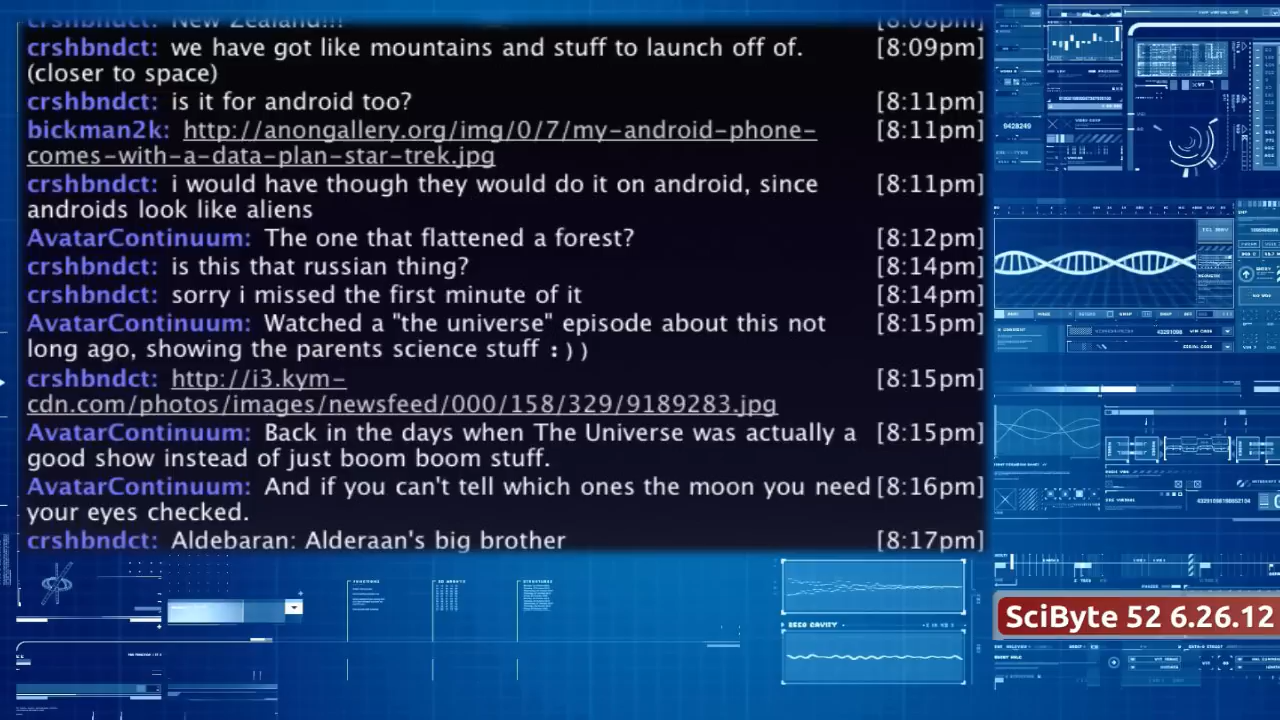 crshbndct: New Zealand!!! [8:08pm]
crshbndct: we have got like mountains and stuff to launch off of. [8:09pm]
(closer to space)
crshbndct: is it for android too? [8:11pm]
bickman2k: http://anongallery.org/img/0/7/my-android-phone- [8:11pm]
comes-with-a-data-plan-star-trek.jpg
crshbndct: i would have though they would do it on android, since [8:11pm]
androids look like aliens
AvatarContinuum: The one that flattened a forest? [8:12pm]
crshbndct: is this that russian thing? [8:14pm]
crshbndct: sorry i missed the first minute of it [8:14pm]
AvatarContinuum: Watched a "the universe" episode about this not [8:15pm]
long ago, showing the parents science stuff :))
crshbndct: http://i3.kym- [8:15pm]
cdn.com/photos/images/newsfeed/000/158/329/9189283.jpg
AvatarContinuum: Back in the days when The Universe was actually a [8:15pm]
good show instead of just boom boom stuff.
AvatarContinuum: And if you can't tell which ones the moon you need [8:16pm]
your eyes checked.
crshbndct: Aldebaran: Alderaan's big brother [8:17pm]
9428249
SciByte 52 6.26.12